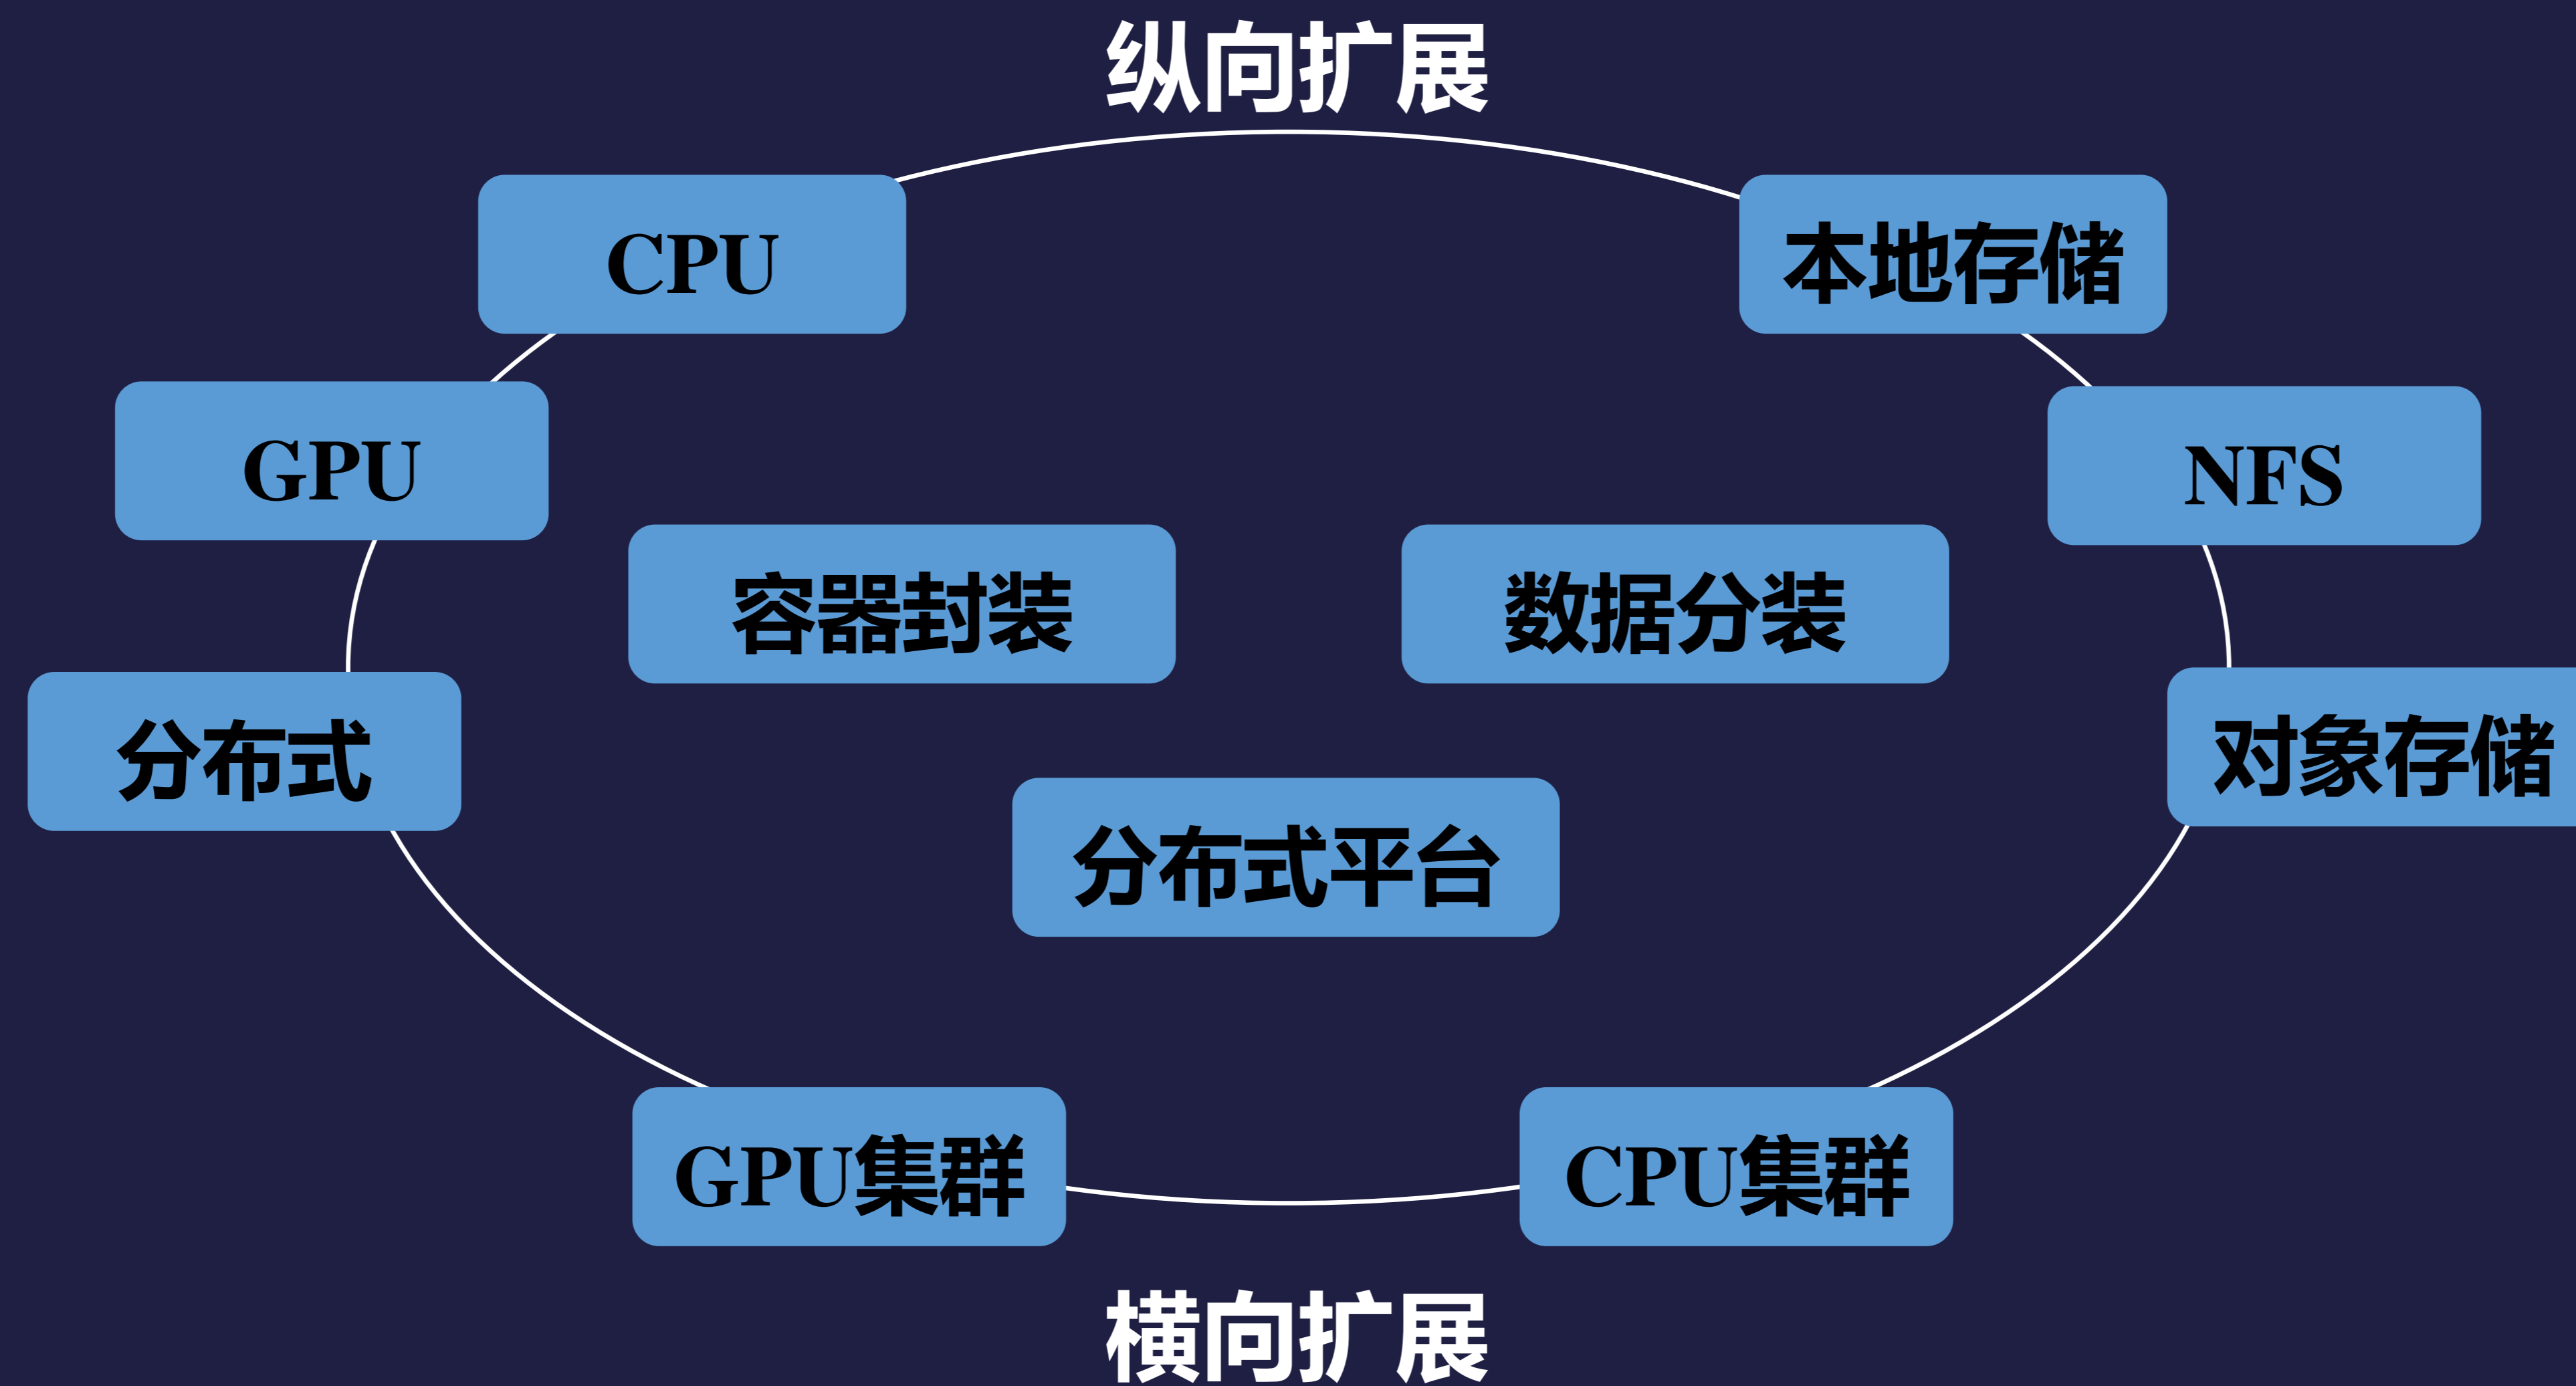 纵向扩展
CPU
本地存储
GPU
NFS
容器封装
数据分装
分布式
对象存储
分布式平台
GPU集群
CPU集群
横向扩展